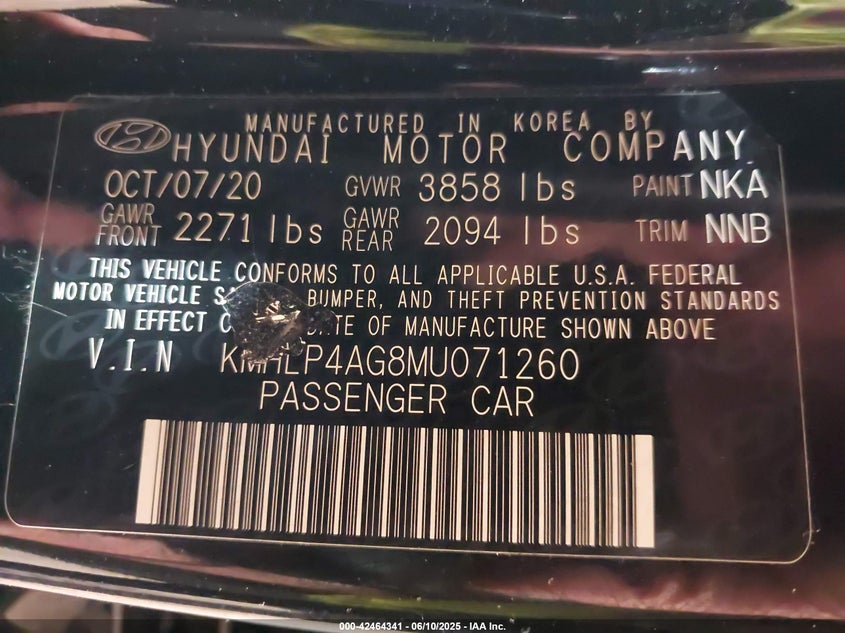 MANUFACTURED IN KOREA BY
HYUNDAI MOTOR COMPANY
OCT/07/20 GVWR 3858 lbs PAINT NKA
GAWR FRONT 2271 lbs GAWR REAR 2094 lbs TRIM NNB
THIS VEHICLE CONFORMS TO ALL APPLICABLE U.S.A. FEDERAL
MOTOR VEHICLE BUMPER, AND THEFT PREVENTION STANDARDS
IN EFFECT OF MANUFACTURE SHOWN ABOVE
V.I.N KMHLP4AG8MU071260
PASSENGER CAR
000-42464341 - 06/10/2025 - IAA Inc.